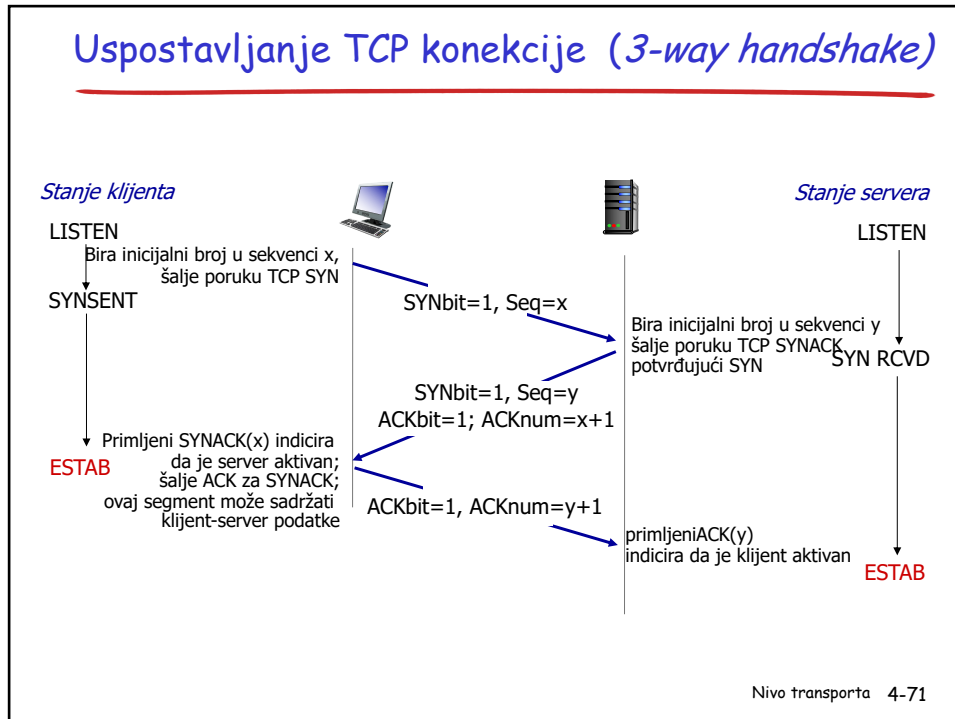 Uspostavljanje TCP konekcije (3-way handshake)
Stanje klijenta
Stanje servera
LISTEN
LISTEN
Bira inicijalni broj u sekvenci x,
šalje poruku TCP SYN
SYNSENT
SYNbit=1, Seq=x
Bira inicijalni broj u sekvenci y
šalje poruku TCP SYNACK,
potvrđujući SYN
SYN RCVD
SYNbit=1, Seq=y
ACKbit=1; ACKnum=x+1
Primljeni SYNACK(x) indicira
da je server aktivan;
šalje ACK za SYNACK;
ovaj segment može sadržati
klijent-server podatke
ESTAB
ACKbit=1, ACKnum=y+1
primljeniACK(y)
indicira da je klijent aktivan
ESTAB
Nivo transporta 4-71